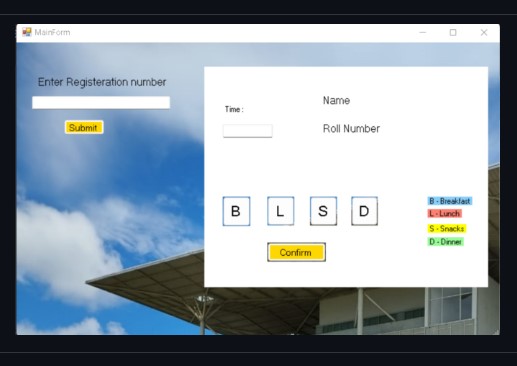 MainForm
Enter Registeration number
Submit
Time :
Name
Roll Number
B
L
S
D
Confirm
B - Breakfast
L - Lunch
S - Snacks
D - Dinner